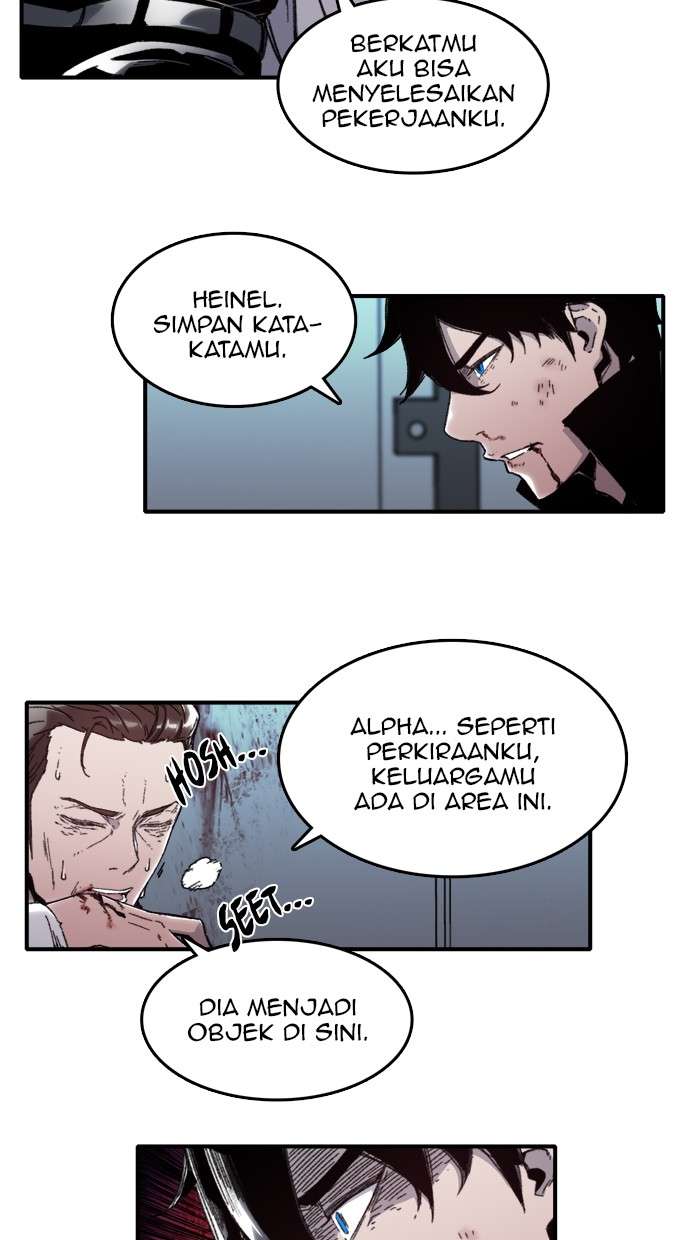 BERKATMU
AKU BISA
MENYELESAIKAN
PEKERJAANKU.
HEINEL.
SIMPAN KATA-
KATAMU.
ALPHA... SEPERTI
PERKIRAANKU,
KELUARGAMU
ADA DI AREA INI.
HOSH...
SEET...
DIA MENJADI
OBJEK DI SINI.